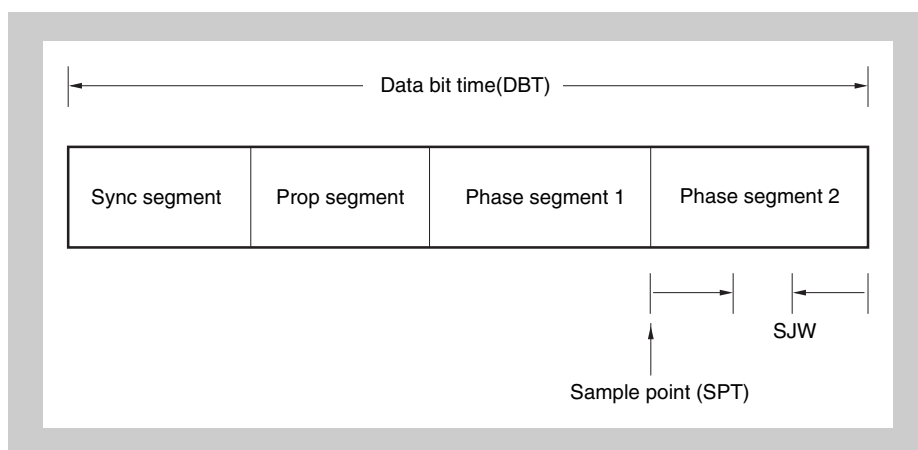 Data bit time(DBT)
Sync segment
Prop segment
Phase segment 1
Phase segment 2
SJW
Sample point (SPT)